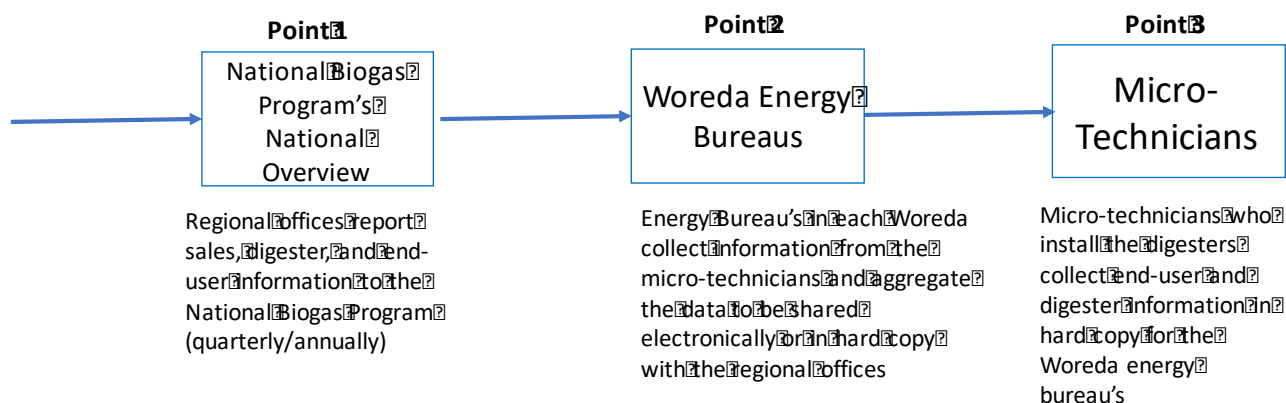 Point 1
National Biogas
Program's
National
Overview
Regional offices report
sales, digester, and end-
user information to the
National Biogas Program
(quarterly/annually)
Point 2
Woreda Energy
Bureaus
Energy Bureau's in each Woreda
collect information from the
micro-technicians and aggregate
the data to be shared
electronically or in hard copy
with the regional offices
Point 3
Micro-
Technicians
Micro-technicians who
install the digesters
collect end-user and
digester information in
hard copy for the
Woreda energy
bureau's